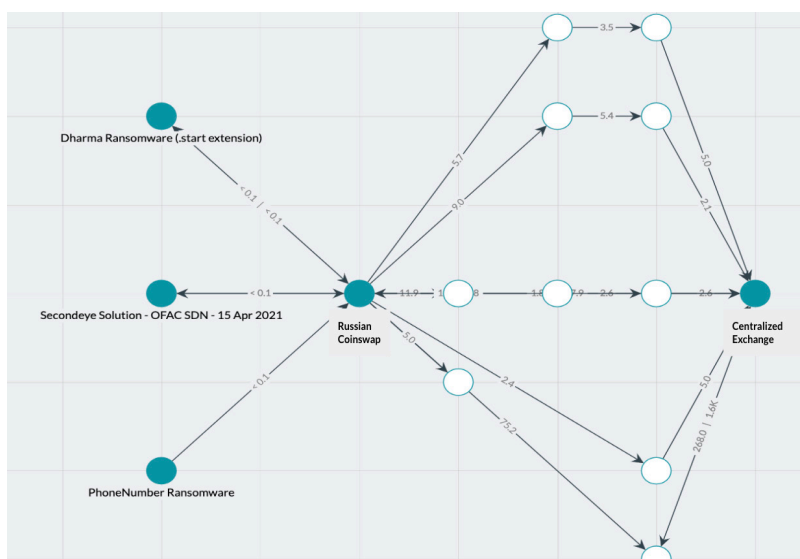 3.5
5.4
5.7
9.0
5.0
2.1
Dharma Ransomware (.start extension)
< 0.1 | < 0.1
< 0.1
11.9
2.6
2.6
Secondeye Solution - OFAC SDN - 15 Apr 2021
Russian
Coinswap
Centralized
Exchange
5.0
2.4
5.0
< 0.1
75.2
268.0 | 1.6K
PhoneNumber Ransomware